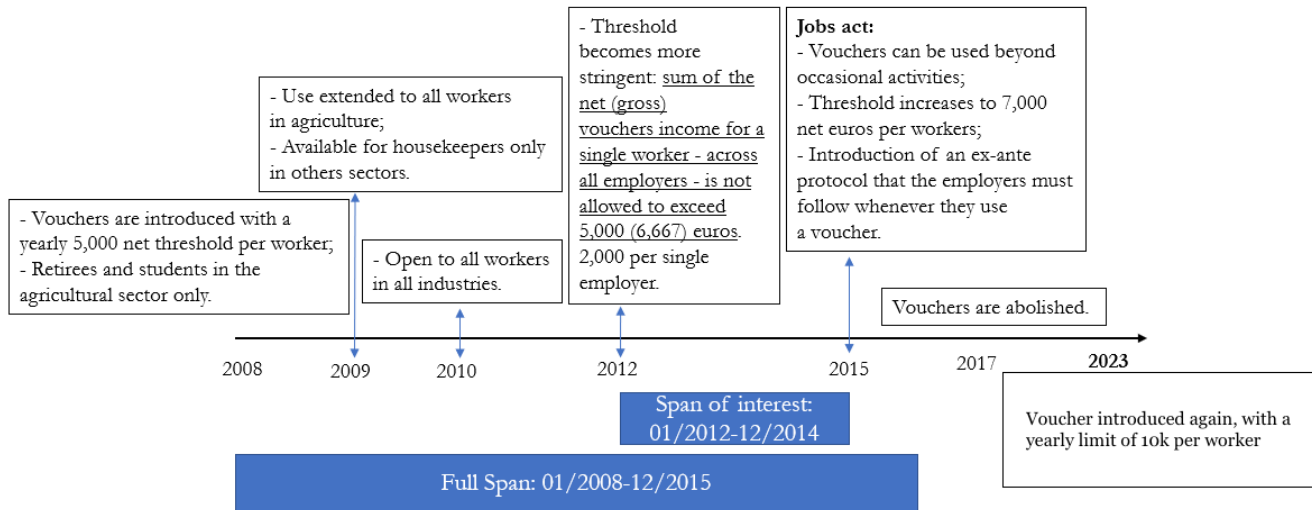 - Vouchers are introduced with a
yearly 5,000 net threshold per worker;
- Retirees and students in the
agricultural sector only.
- Use extended to all workers
in agriculture;
- Available for housekeepers only
in others sectors.
- Open to all workers
in all industries.
- Threshold
becomes more
stringent: sum of the
net (gross)
vouchers income for a
single worker - across
all employers - is not
allowed to exceed
5,000 (6,667) euros.
2,000 per single
employer.
Jobs act:
- Vouchers can be used beyond
occasional activities;
- Threshold increases to 7,000
net euros per workers;
- Introduction of an ex-ante
protocol that the employers must
follow whenever they use
a voucher.
Vouchers are abolished.
2008
2009
2010
2012
2015
2017
2023
Span of interest:
01/2012-12/2014
Voucher introduced again, with a
yearly limit of 10k per worker
Full Span: 01/2008-12/2015